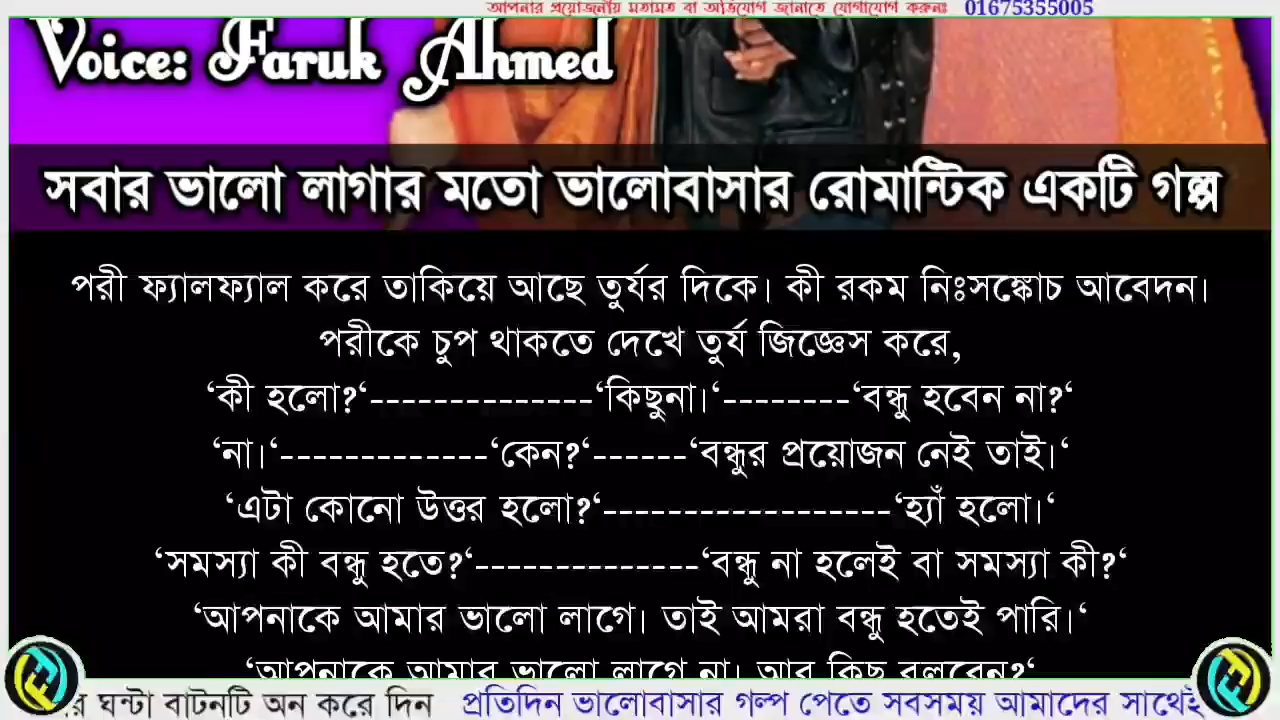 আপনার প্রয়োজনীয় মতামত বা অভিযোগ জানাতে যোগাযোগ করুনঃ 01675355005
Voice: Faruk Ahmed
সবার ভালো লাগার মতো ভালোবাসার রোমান্টিক একটি গল্প
পরী ফ্যালফ্যাল করে তাকিয়ে আছে তুর্যর দিকে। কী রকম নিঃসঙ্কোচ আবেদন।
পরীকে চুপ থাকতে দেখে তুর্য জিজ্ঞেস করে,
‘কী হলো?‘--------------‘কিছুনা।‘--------‘বন্ধু হবেন না?‘
‘না।‘-------------‘কেন?‘------‘বন্ধুর প্রয়োজন নেই তাই।‘
‘এটা কোনো উত্তর হলো?‘------------------‘হ্যাঁ হলো।‘
‘সমস্যা কী বন্ধু হতে?‘--------------‘বন্ধু না হলেই বা সমস্যা কী?‘
‘আপনাকে আমার ভালো লাগে। তাই আমরা বন্ধু হতেই পারি।‘
‘আপনাকে আমার ভালো লাগে না। আর কিছু বলবেন?‘
ঘন্টা বাটনটি অন করে দিন প্রতিদিন ভালোবাসার গল্প পেতে সবসময় আমাদের সাথেই